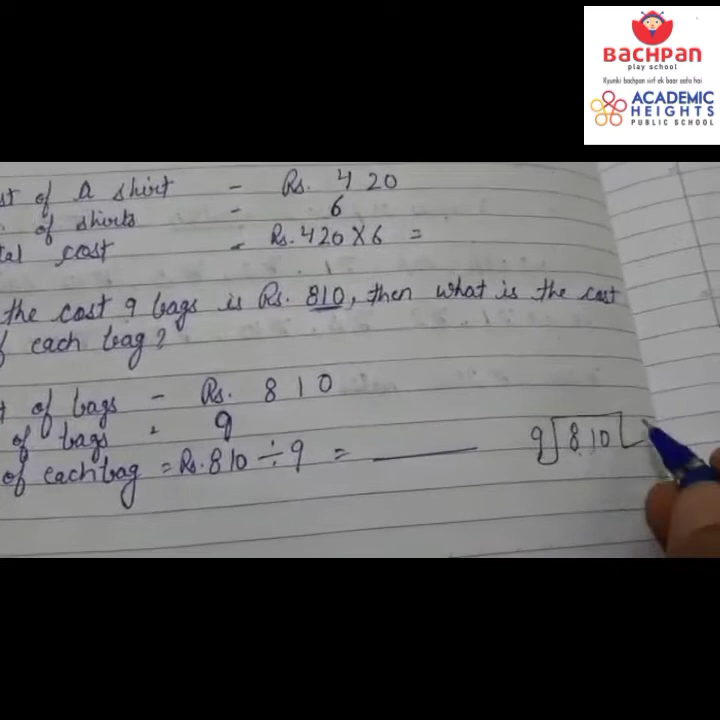 BACHPAN
play school
Kyunki bachpan sirf ek baar aata hai
ACADEMIC
HEIGHTS
PUBLIC SCHOOL
st of a shirt - Rs. 420
of shirts - 6
tal cost - Rs. 420 X 6 =
the cost 9 bags is Rs. 810, then what is the cost
f each bag?
t of bags - Rs. 810
of bags - 9
of each bag = Rs. 810 ÷ 9 =
9 810